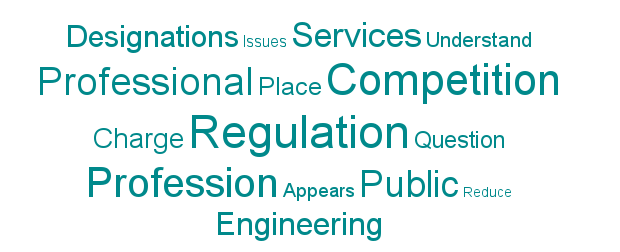 Designations Issues Services Understand
Professional Place Competition
Charge Regulation Question
Profession Appears Public Reduce
Engineering